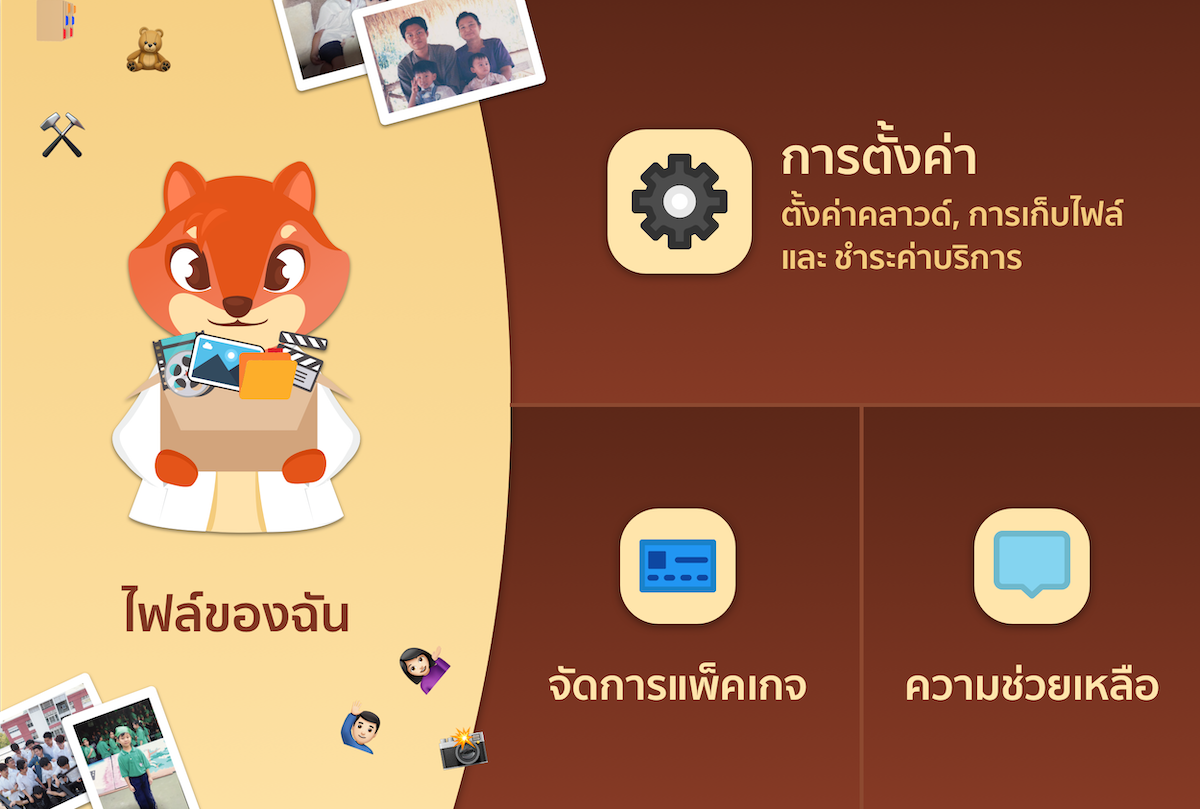 การตั้งค่า
ตั้งค่าคลาวด์, การเก็บไฟล์
และ ชำระค่าบริการ
ไฟล์ของฉัน
จัดการแพ็คเกจ
ความช่วยเหลือ